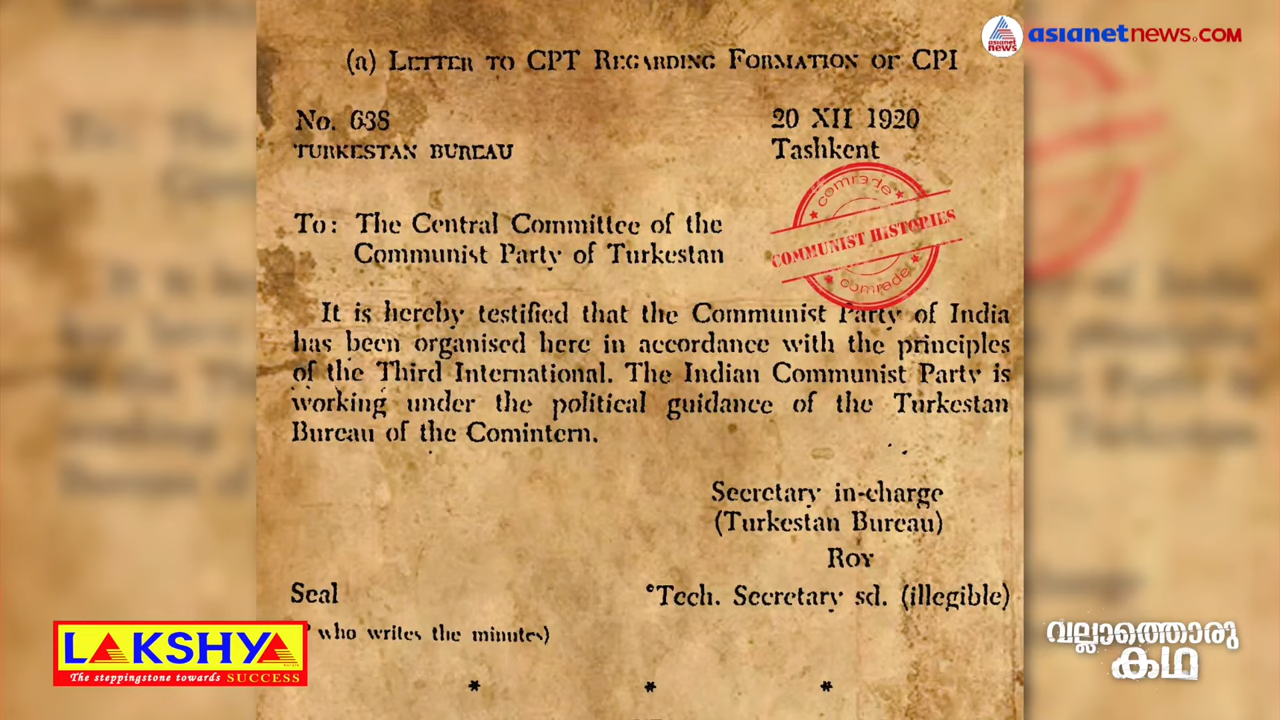 asianet news
asianetnews.COM
(a) LETTER TO CPT REGARDING FORMATION OF CPI
No. 638
20 XII 1920
TURKESTAN BUREAU
Tashkent
comrade
COMMUNIST HISTORIES
comrade
To: The Central Committee of the
Communist Party of Turkestan
It is hereby testified that the Communist Party of India
has been organised here in accordance with the principles
of the Third International. The Indian Communist Party is
working under the political guidance of the Turkestan
Bureau of the Comintern.
Secretary in-charge
(Turkestan Bureau)
Roy
Seal
*Tech. Secretary sd. (illegible)
who writes the minutes)
* * *
LAKSHYA
The steppingstone towards SUCCESS
വല്ലാത്തൊരു
കഥ